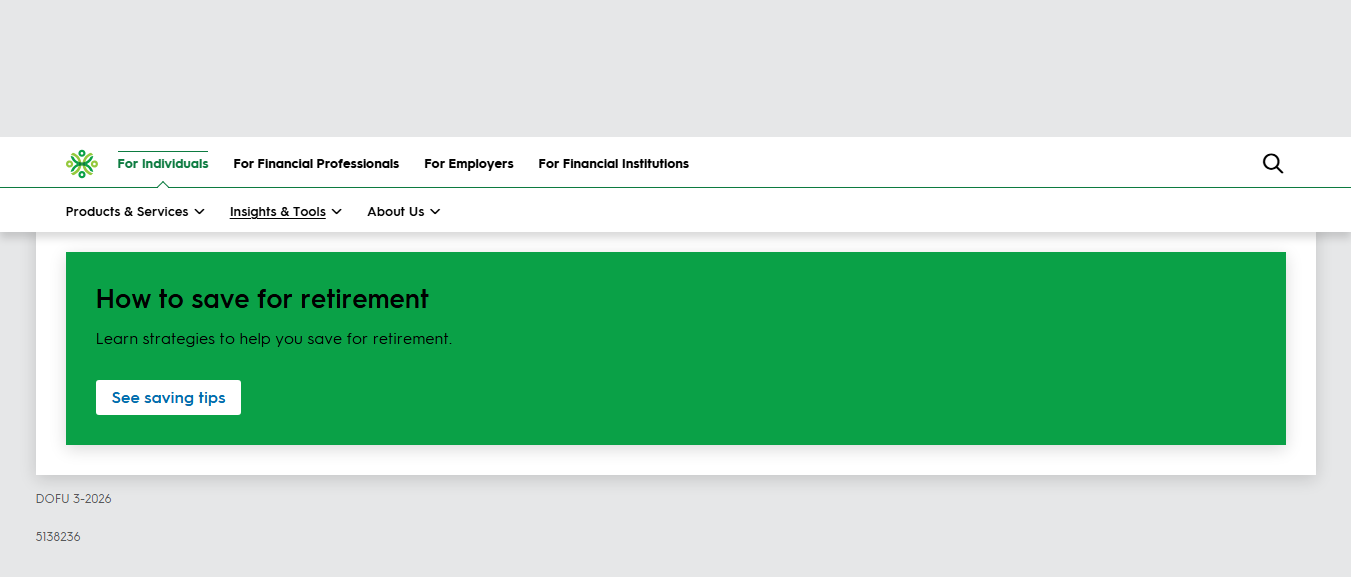 For Individuals For Financial Professionals For Employers For Financial Institutions
Products & Services Insights & Tools About Us
How to save for retirement
Learn strategies to help you save for retirement.
See saving tips
DOFU 3-2026
5138236